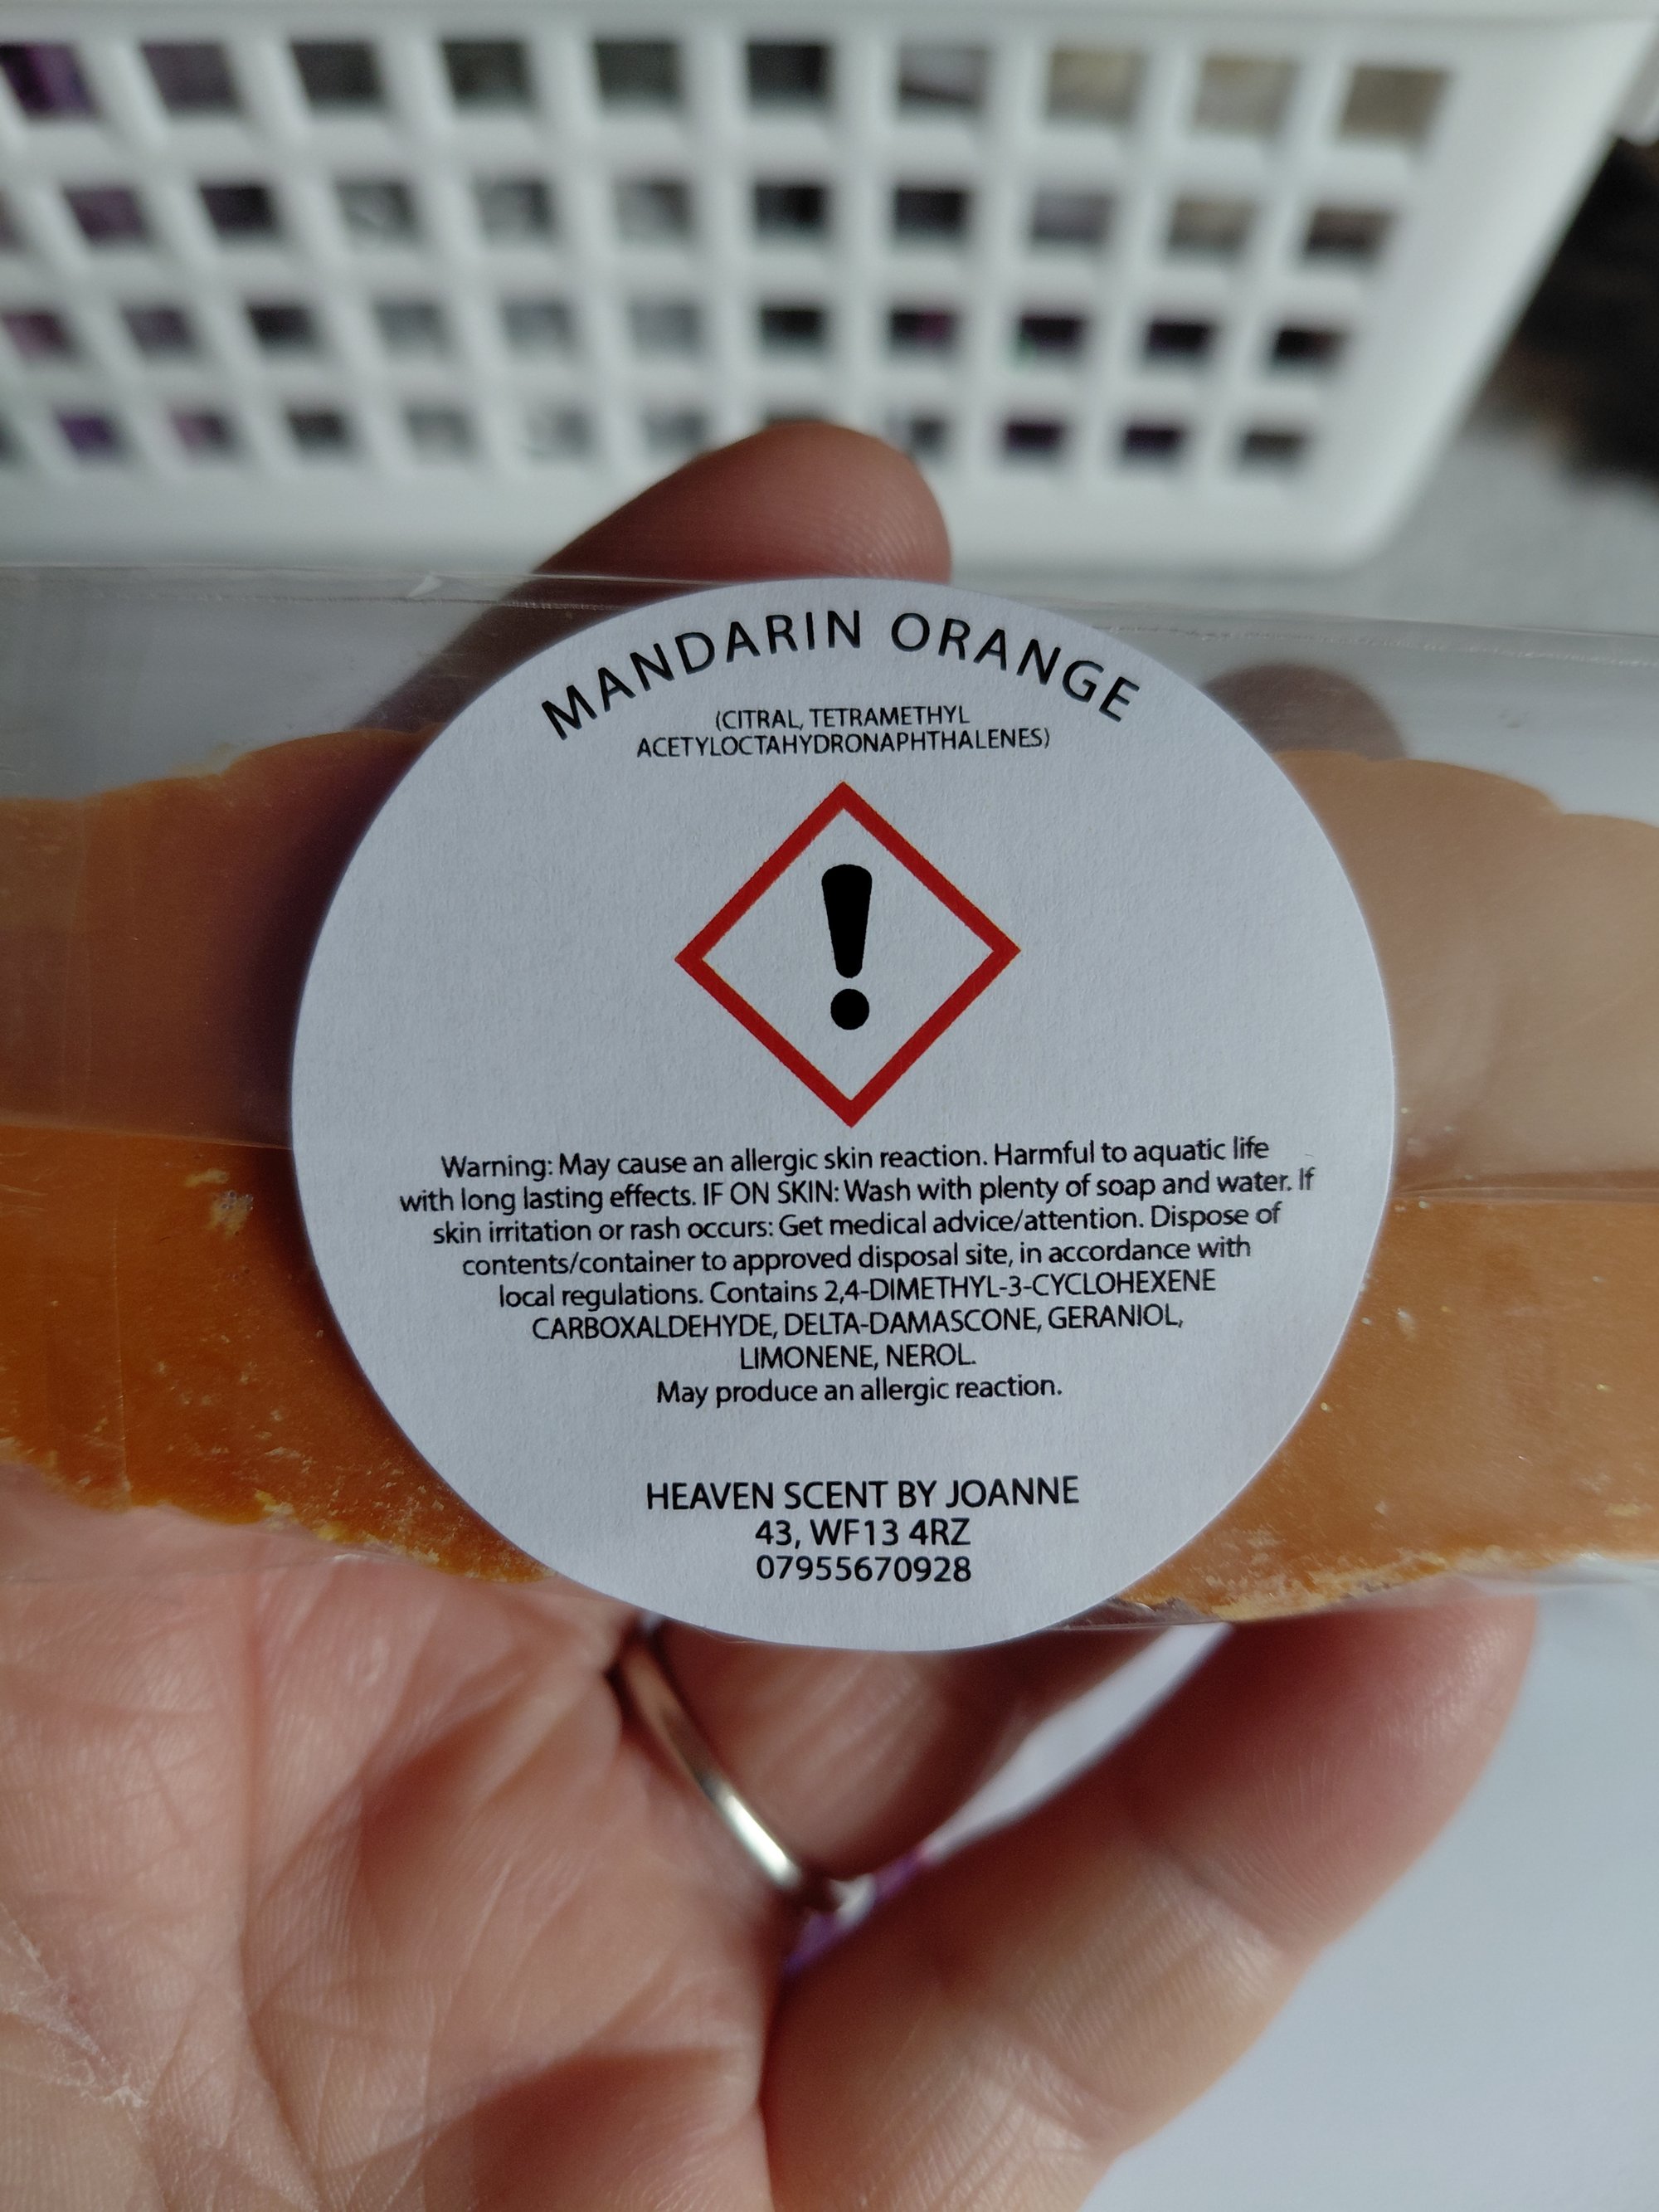 MANDARIN ORANGE
(CITRAL, TETRAMETHYL
ACETYLOCTAHYDRONAPHTHALENES)
!
Warning: May cause an allergic skin reaction. Harmful to aquatic life
with long lasting effects. IF ON SKIN: Wash with plenty of soap and water. If
skin irritation or rash occurs: Get medical advice/attention. Dispose of
contents/container to approved disposal site, in accordance with
local regulations. Contains 2,4-DIMETHYL-3-CYCLOHEXENE
CARBOXALDEHYDE, DELTA-DAMASCONE, GERANIOL,
LIMONENE, NEROL.
May produce an allergic reaction.
HEAVEN SCENT BY JOANNE
43, WF13 4RZ
07955670928